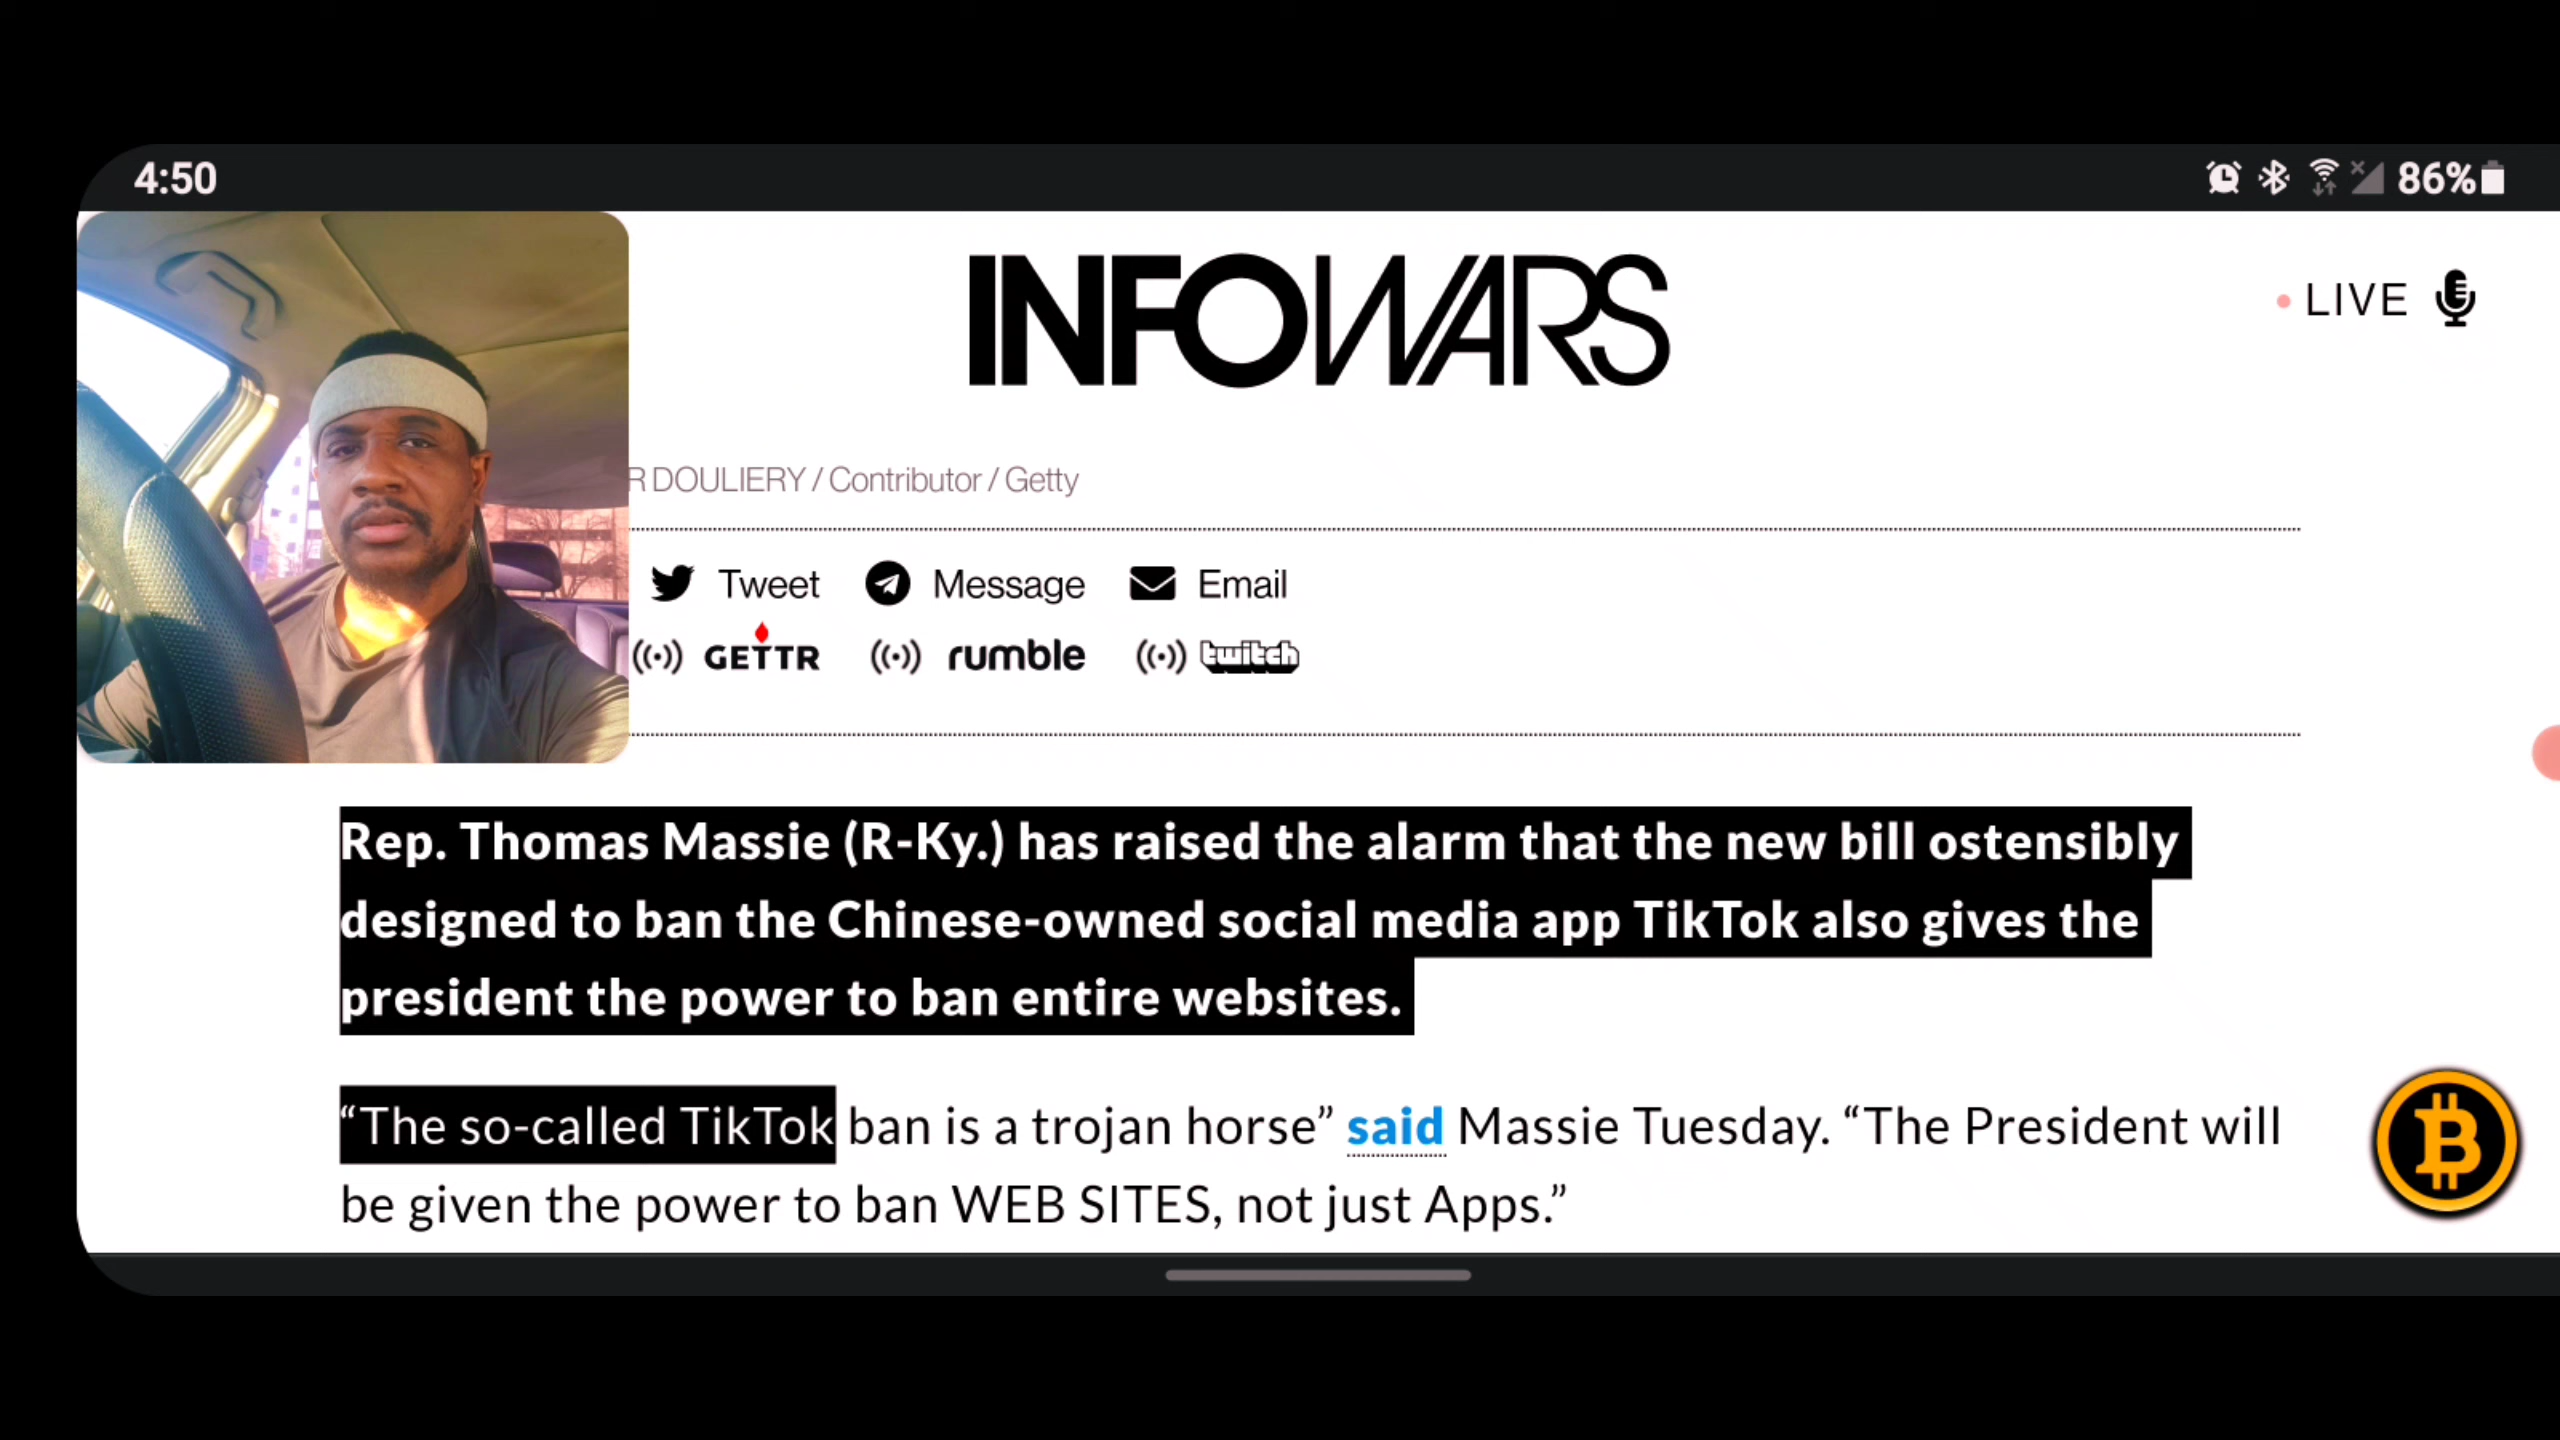 4:50
86%
INFOWARS
LIVE
R DOULIERY / Contributor / Getty
Tweet
Message
Email
GETTR
rumble
twitch
Rep. Thomas Massie (R-Ky.) has raised the alarm that the new bill ostensibly
designed to ban the Chinese-owned social media app TikTok also gives the
president the power to ban entire websites.
“The so-called TikTok ban is a trojan horse” said Massie Tuesday. “The President will
be given the power to ban WEB SITES, not just Apps.”